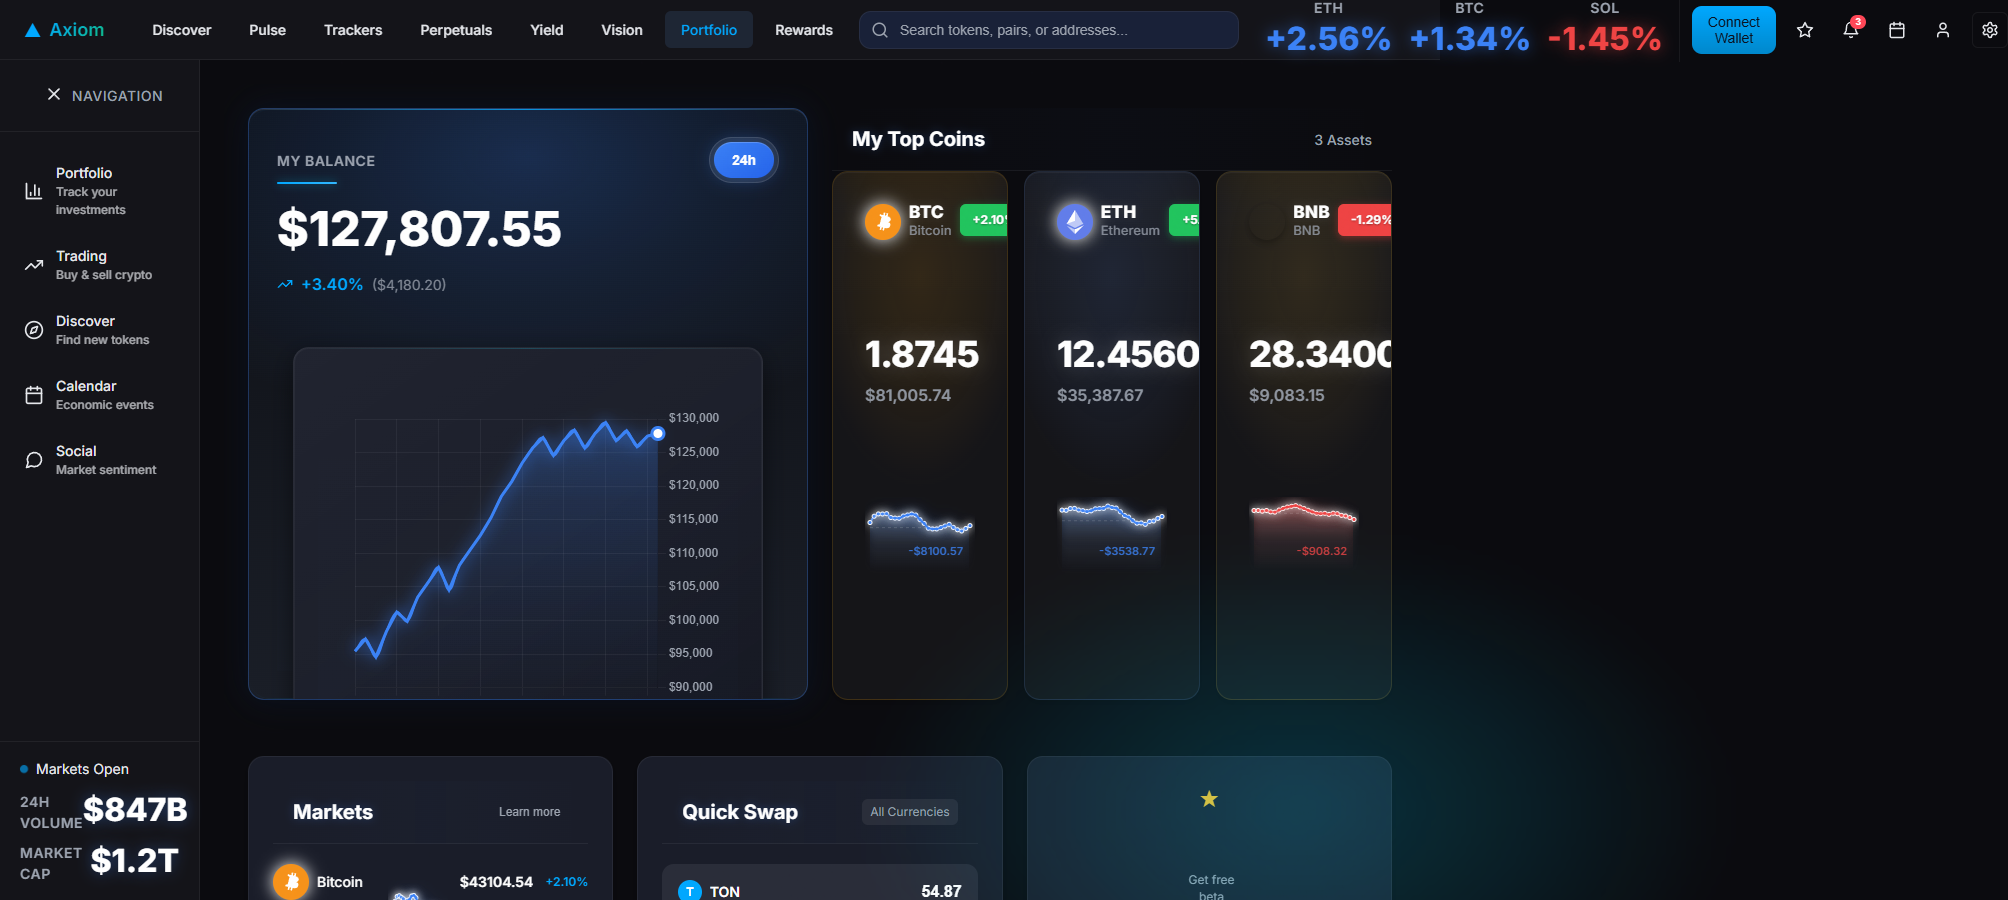 Axiom
Discover
Pulse
Trackers
Perpetuals
Yield
Vision
Portfolio
Rewards
Search tokens, pairs, or addresses...
ETH
+2.56%
BTC
+1.34%
SOL
-1.45%
Connect
Wallet
3
NAVIGATION
Portfolio
Track your
investments
Trading
Buy & sell crypto
Discover
Find new tokens
Calendar
Economic events
Social
Market sentiment
Markets Open
24H
VOLUME
$847B
MARKET
CAP
$1.2T
MY BALANCE
24h
$127,807.55
+3.40% ($4,180.20)
$130,000
$125,000
$120,000
$115,000
$110,000
$105,000
$100,000
$95,000
$90,000
My Top Coins
3 Assets
BTC
Bitcoin
+2.10
1.8745
$81,005.74
-$8100.57
ETH
Ethereum
+5.
12.4560
$35,387.67
-$3538.77
BNB
BNB
-1.29%
28.3400
$9,083.15
-$908.32
Markets
Learn more
Bitcoin
$43104.54 +2.10%
Quick Swap
All Currencies
T TON
54.87
Get free
beta